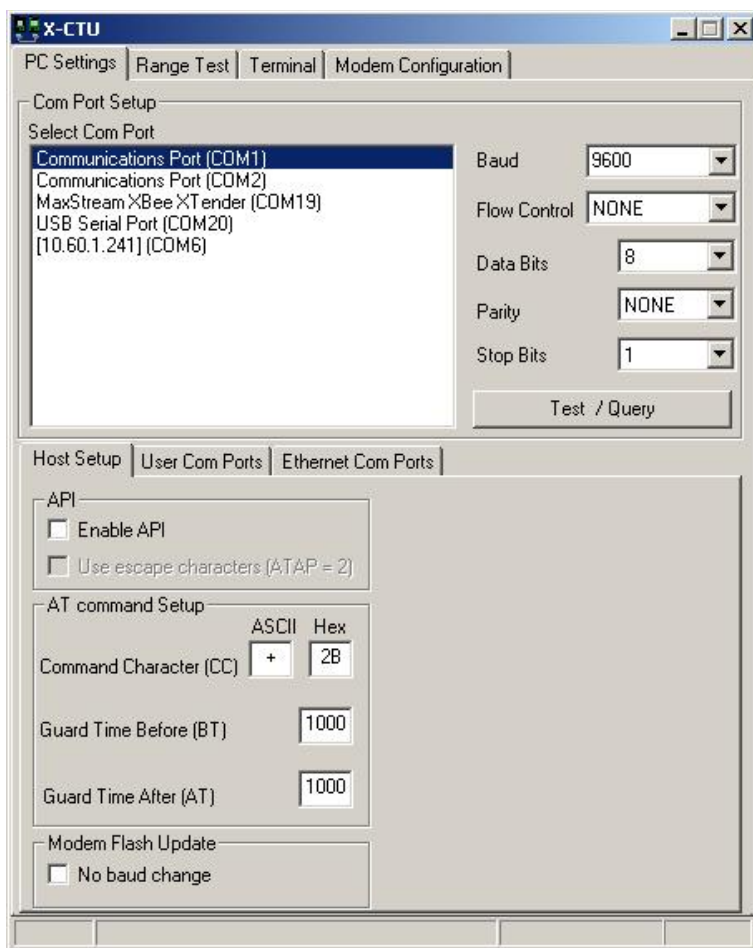 X-CTU
PC Settings Range Test Terminal Modem Configuration
Com Port Setup
Select Com Port
Communications Port (COM1)
Communications Port (COM2)
MaxStream XBee XTender (COM19)
USB Serial Port (COM20)
[10.60.1.241] (COM6)
Baud 9600
Flow Control NONE
Data Bits 8
Parity NONE
Stop Bits 1
Test / Query
Host Setup User Com Ports Ethernet Com Ports
API
Enable API
Use escape characters (ATAP = 2)
AT command Setup
ASCII Hex
Command Character (CC) + 2B
Guard Time Before (BT) 1000
Guard Time After (AT) 1000
Modem Flash Update
No baud change